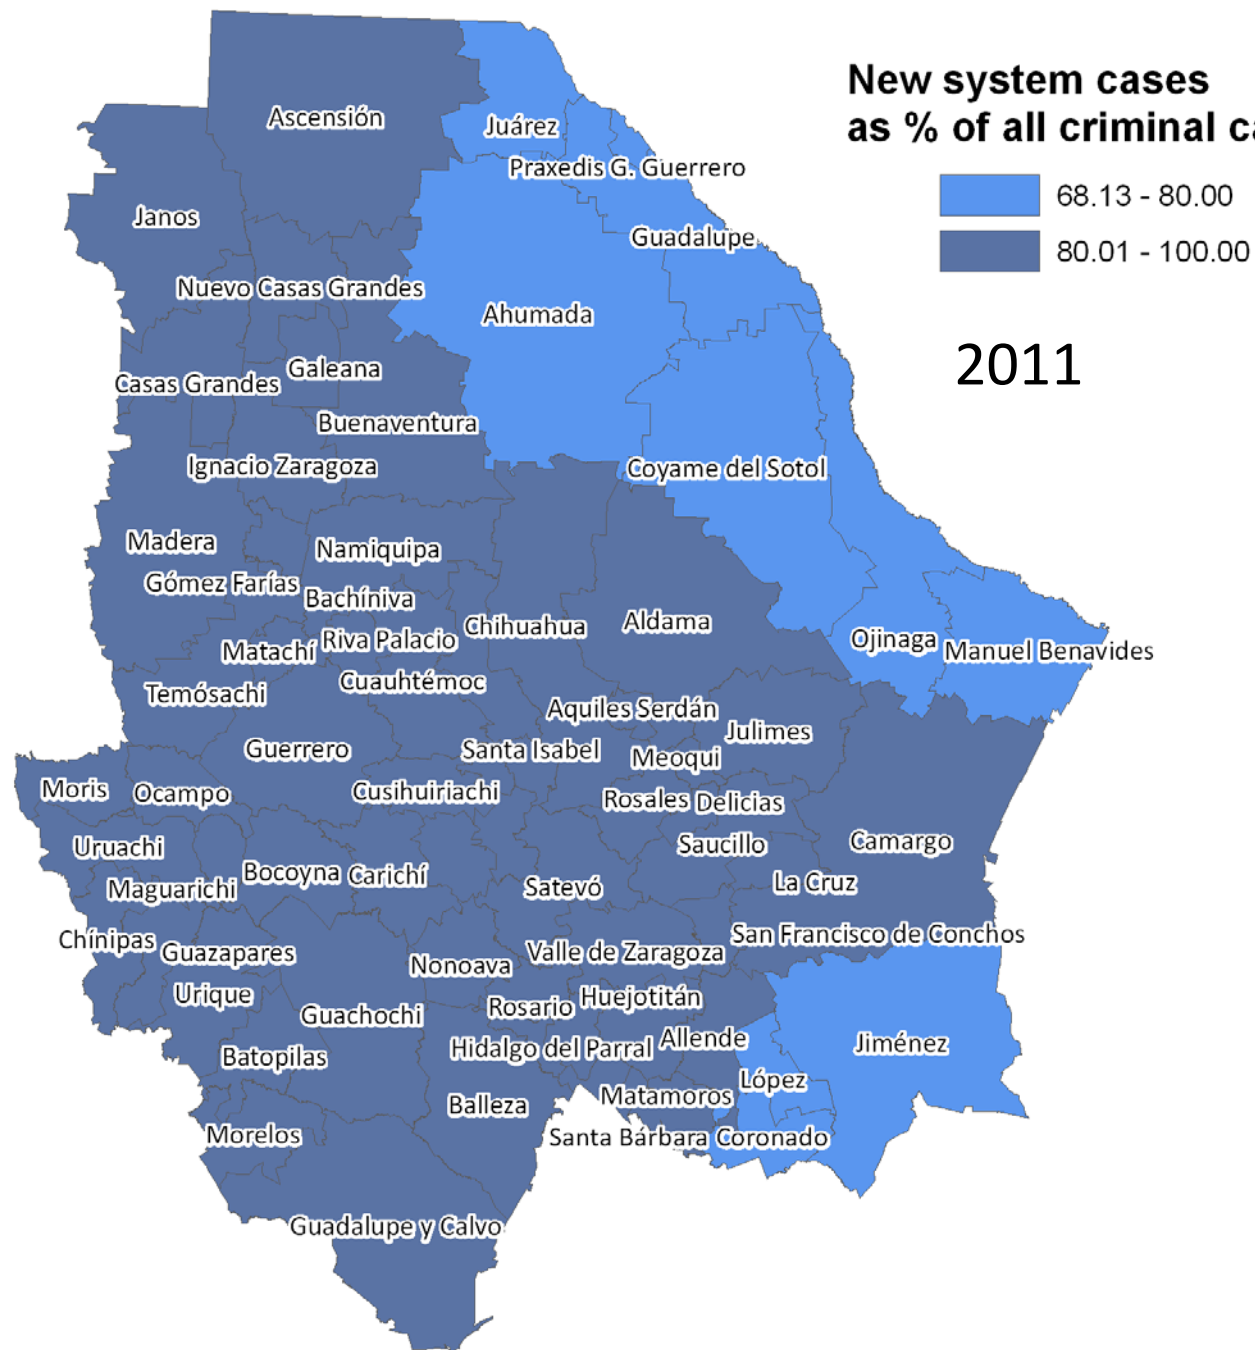 New system cases
as % of all criminal ca
68.13 - 80.00
80.01 - 100.00
2011
Ascensión
Juárez
Praxedis G. Guerrero
Janos
Guadalupe
Nuevo Casas Grandes
Ahumada
Galeana
Casas Grandes
Buenaventura
Ignacio Zaragoza
Coyame del Sotol
Madera
Namiquipa
Gómez Farías
Bachíniva
Chihuahua
Aldama
Riva Palacio
Matachí
Ojinaga
Manuel Benavides
Cuauhtémoc
Temósachi
Aquiles Serdán
Julimes
Guerrero
Santa Isabel
Meoqui
Moris
Ocampo
Cusihuiriachi
Rosales
Delicias
Uruachi
Saucillo
Camargo
Bocoyna
Carichí
Maguarichi
Satevó
La Cruz
Chínipas
Guazapares
San Francisco de Conchos
Valle de Zaragoza
Nonoava
Urique
Huejotitán
Rosario
Guachochi
Allende
Jiménez
Hidalgo del Parral
Batopilas
López
Matamoros
Balleza
Morelos
Santa Bárbara
Coronado
Guadalupe y Calvo